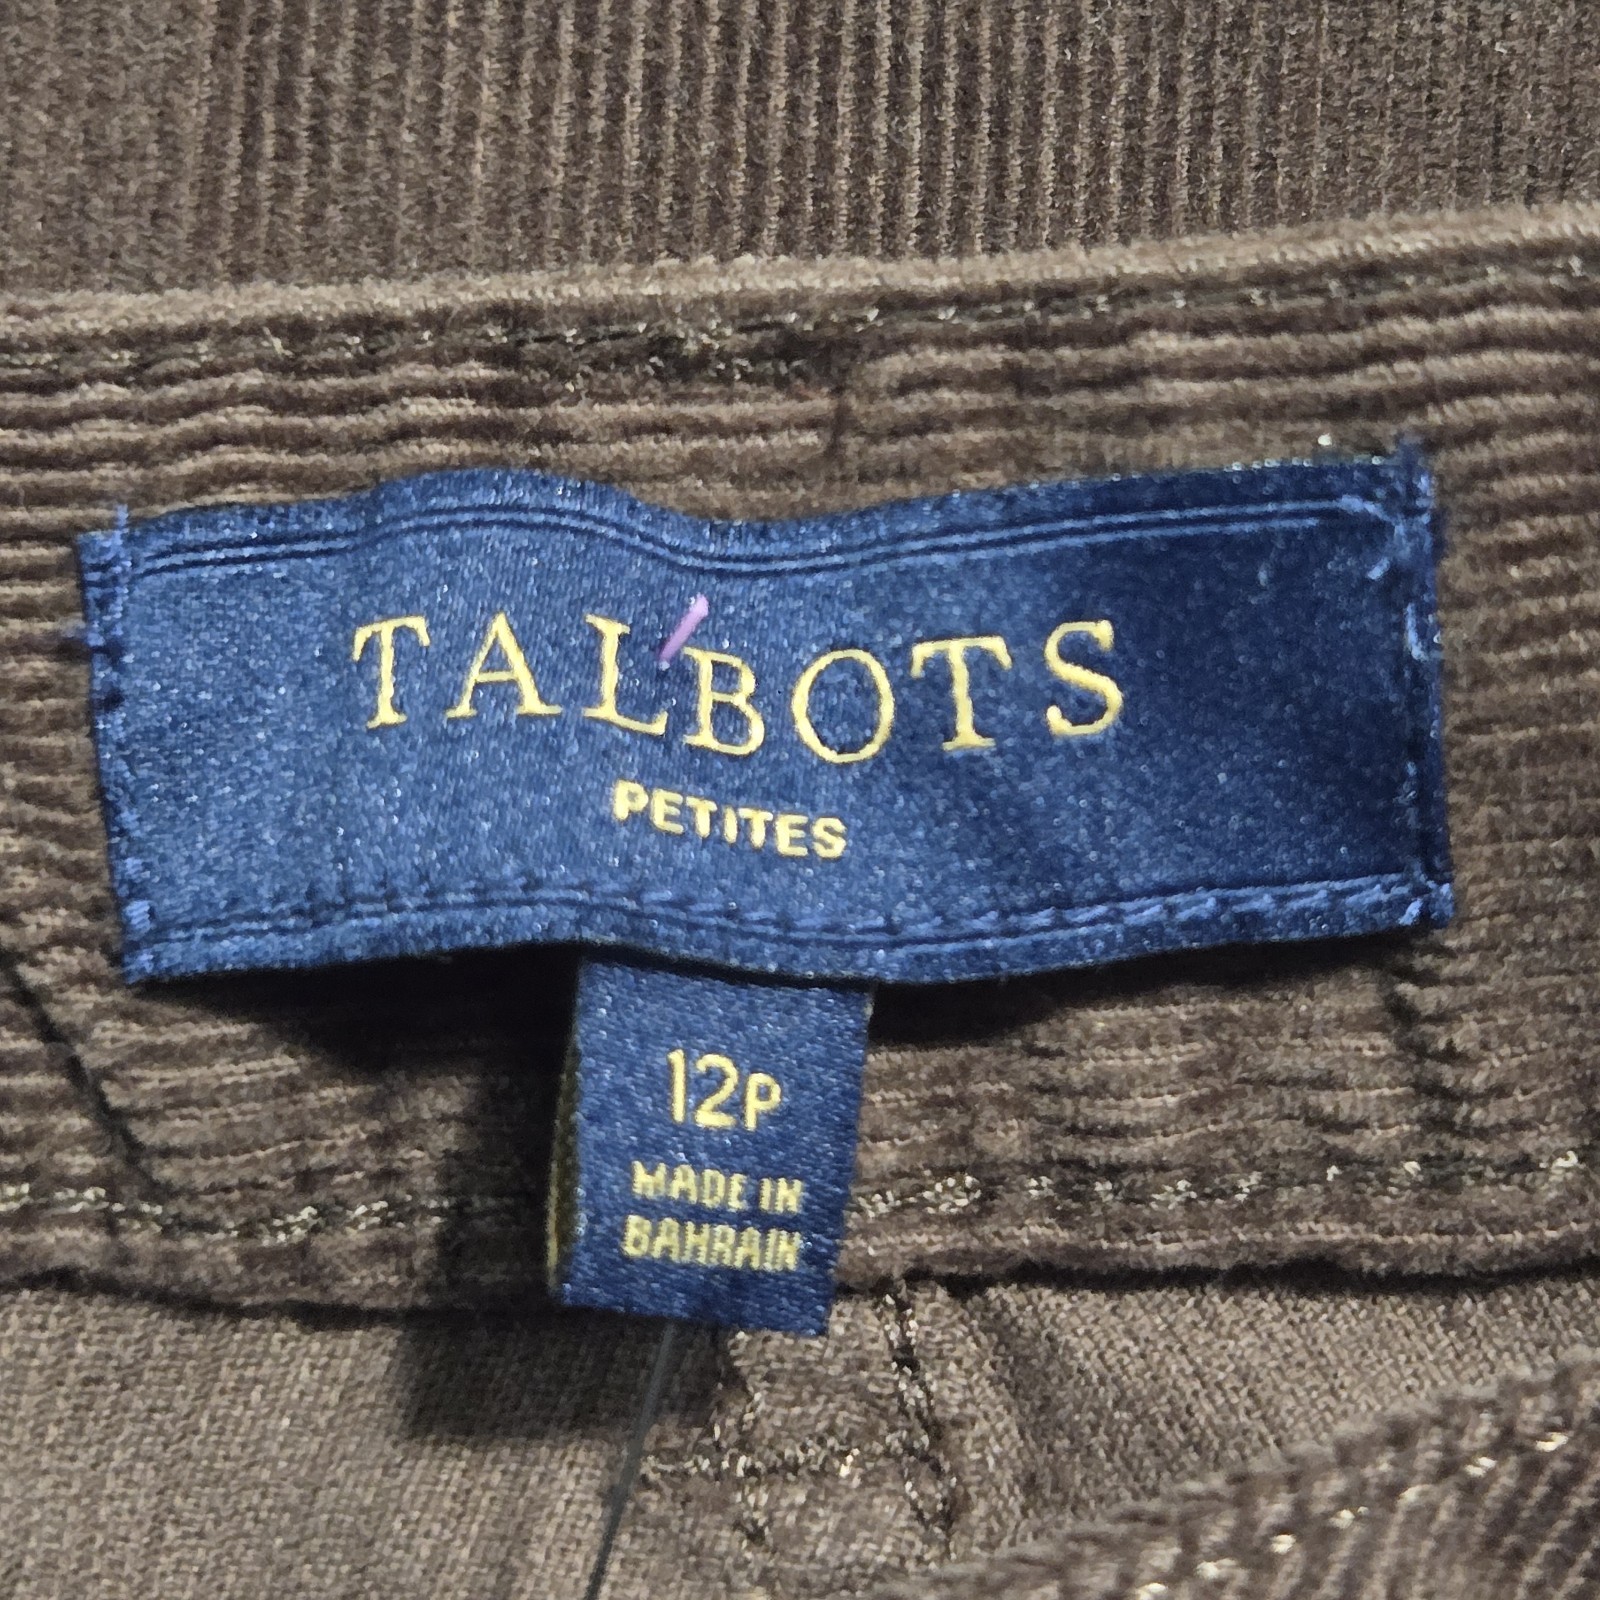 TALBOTS
PETITES
12P
MADE IN
BAHRAIN